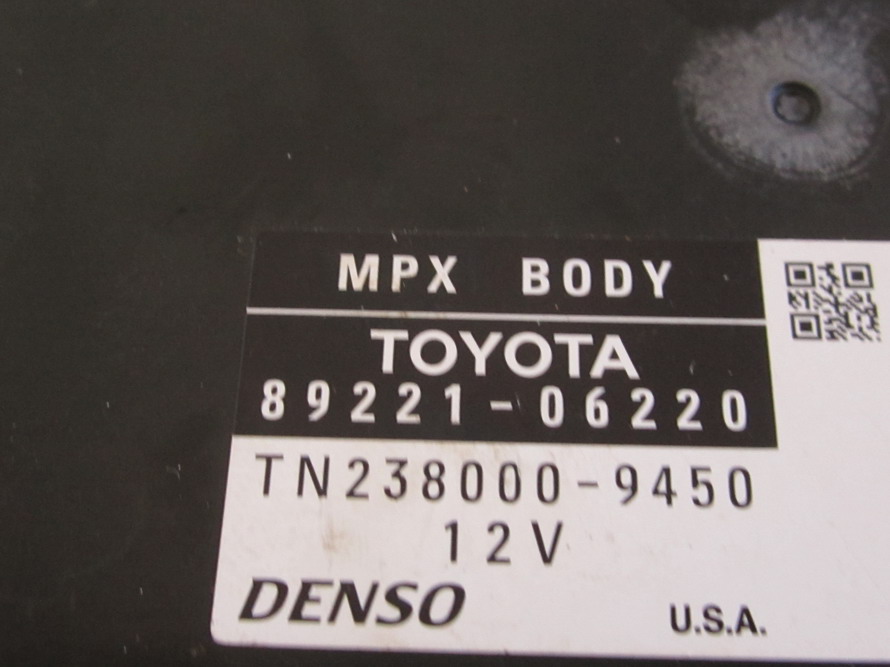 MPX BODY
TOYOTA
89221-06220
TN238000-9450
12V
DENSO
U.S.A.